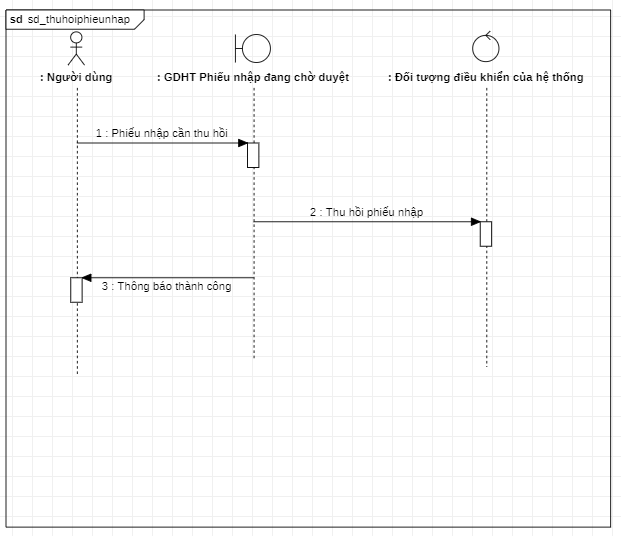 sd sd_thuhoiphieunhap
: Người dùng
: GDHT Phiếu nhập đang chờ duyệt
: Đối tượng điều khiển của hệ thống
1 : Phiếu nhập cần thu hồi
2 : Thu hồi phiếu nhập
3 : Thông báo thành công